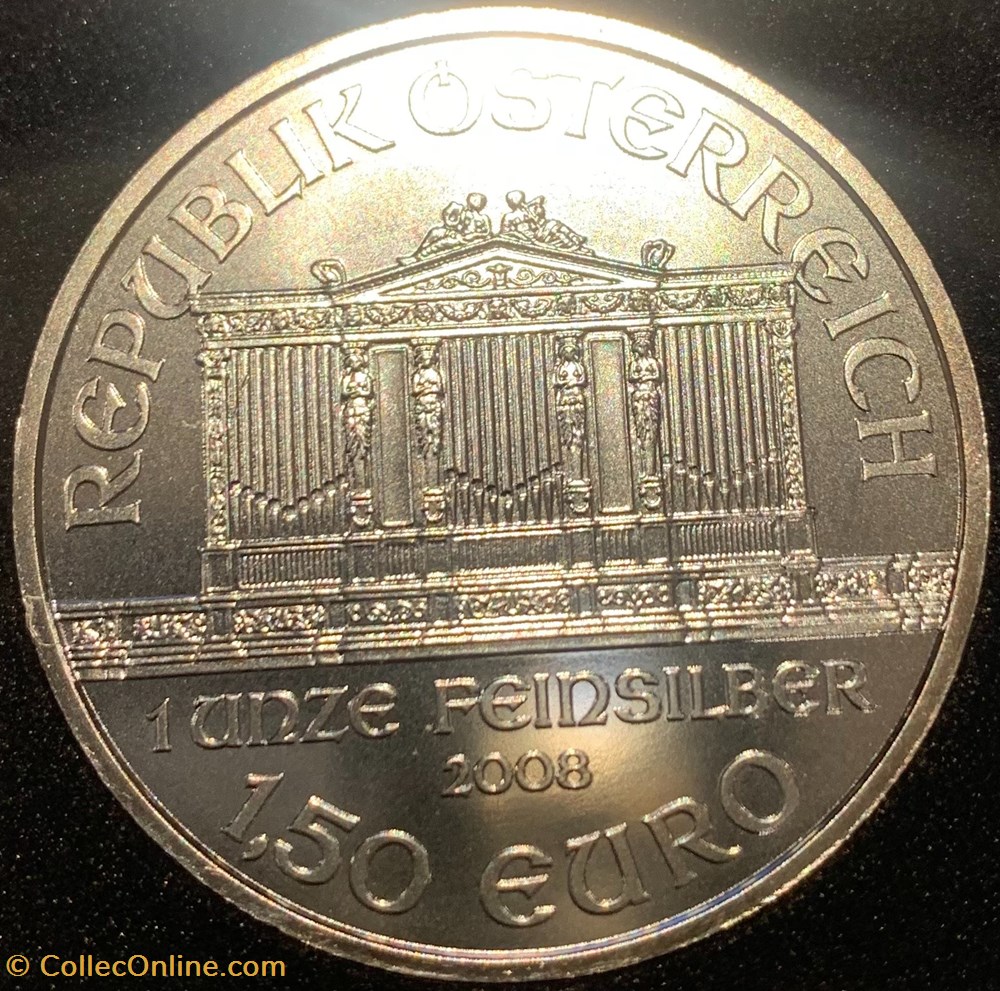 REPUBLIK ÖSTERREICH
1 UNZE FEINSILBER
2008
1,50 EURO
© CollecOnline.com